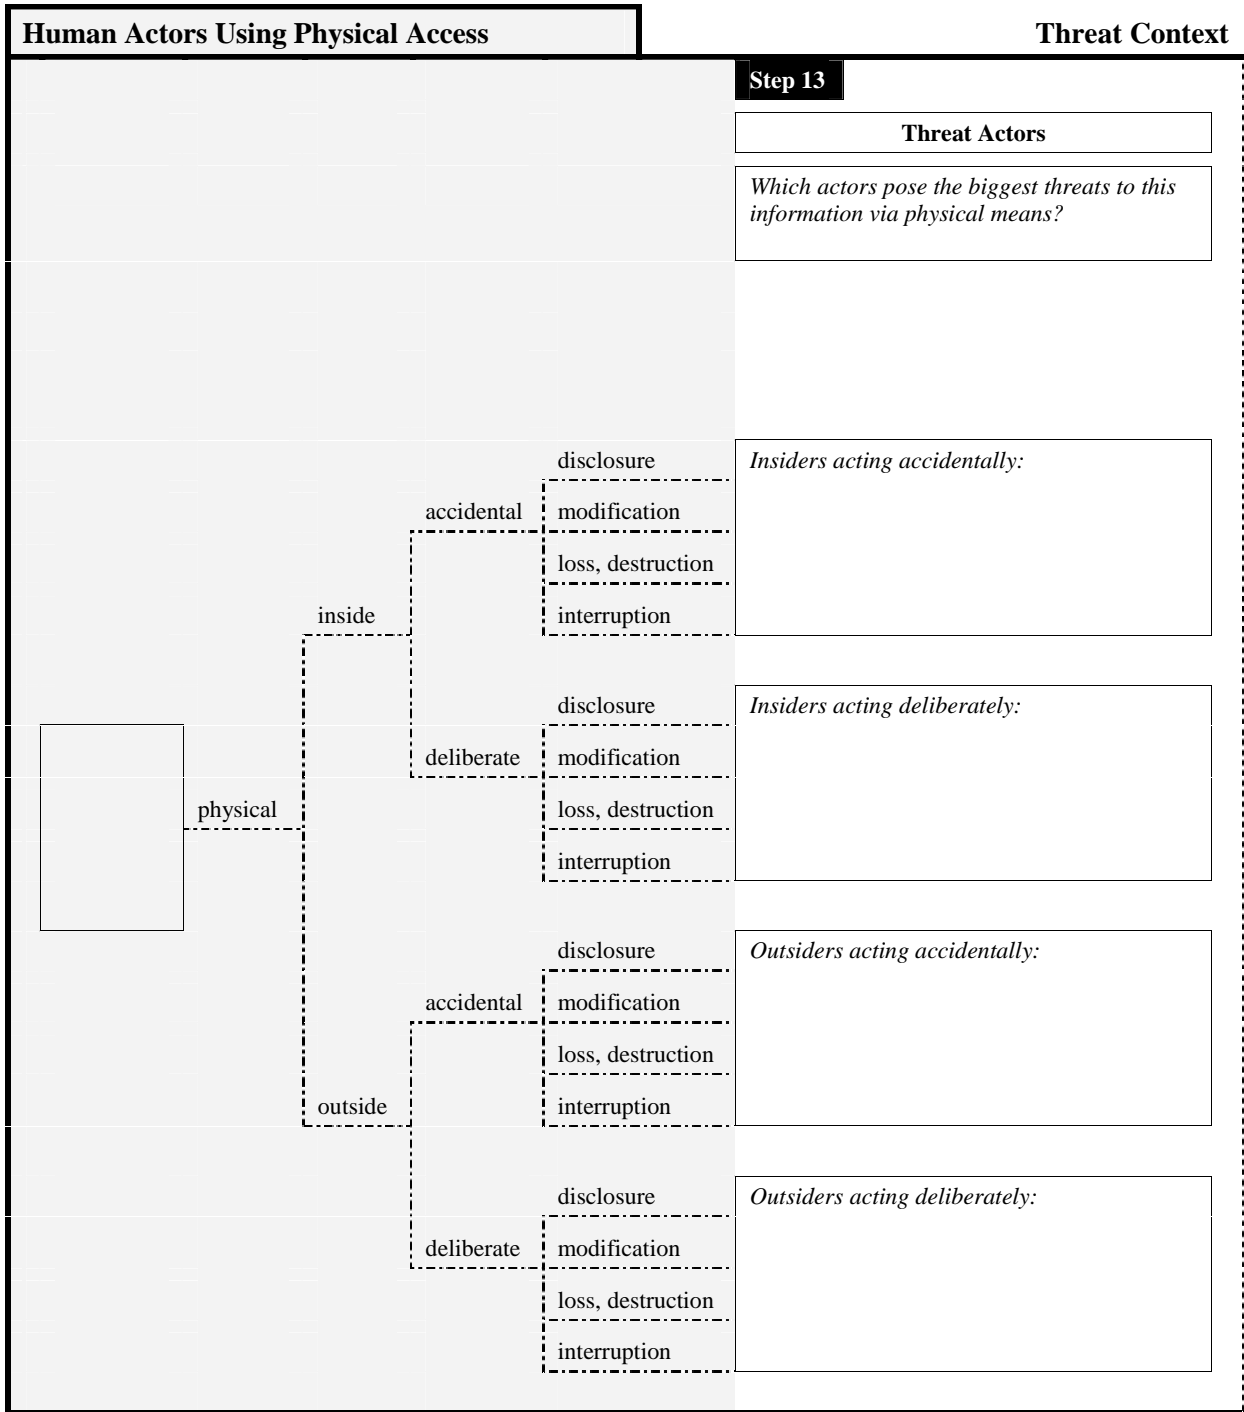 Human Actors Using Physical Access
Threat Context
Step 13
Threat Actors
Which actors pose the biggest threats to this
information via physical means?
disclosure
Insiders acting accidentally:
accidental
modification
loss, destruction
inside
interruption
disclosure
Insiders acting deliberately:
deliberate
modification
physical
loss, destruction
interruption
disclosure
Outsiders acting accidentally:
accidental
modification
loss, destruction
outside
interruption
disclosure
Outsiders acting deliberately:
deliberate
modification
loss, destruction
interruption